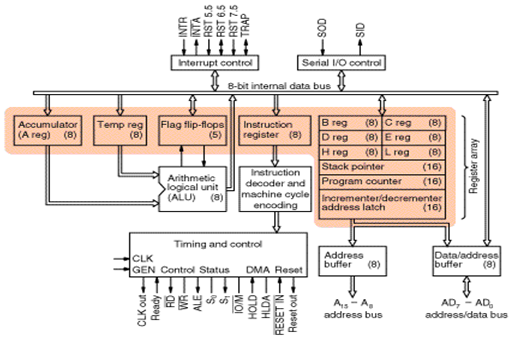 INTR
INTA
RST 5.5
RST 6.5
RST 7.5
TRAP
SOD
SID
Interrupt control
Serial I/O control
8-bit internal data bus
Accumulator
(A reg) (8)
Temp reg
(8)
Flag flip-flops
(5)
Instruction
register (8)
B reg (8) C reg (8)
D reg (8) E reg (8)
H reg (8) L reg (8)
Stack pointer (16)
Program counter (16)
Incrementer/decrementer
address latch (16)
Register array
Arithmetic
logical unit
(ALU) (8)
Instruction
decoder and
machine cycle
encoding
Timing and control
CLK
GEN Control Status DMA Reset
CLK out
Ready
RD
WR
ALE
S0
S1
IO/M
HOLD
HLDA
RESET IN
Reset out
Address
buffer
(8)
Data/address
buffer (8)
A15 – A8
address bus
AD7 – AD0
address/data bus